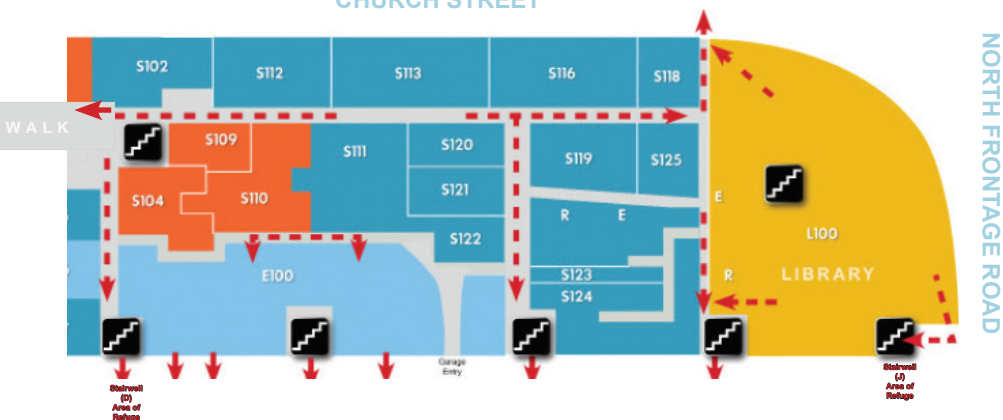 CHURCH STREET
NORTH FRONTAGE ROAD
S102
S112
S113
S116
S118
WALK
S109
S111
S120
S119
S125
S121
S104
S110
E
R E
L100
S122
E100
S123
R
LIBRARY
S124
Garage
Entry
Stairwell
(D)
Area of
Refuge
Stairwell
(J)
Area of
Refuge